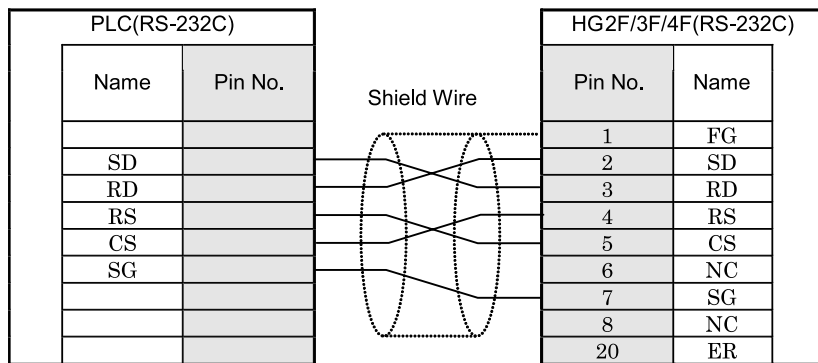 PLC(RS-232C) HG2F/3F/4F(RS-232C)
Name Pin No. Shield Wire Pin No. Name
1 FG
SD 2 SD
RD 3 RD
RS 4 RS
CS 5 CS
SG 6 NC
7 SG
8 NC
20 ER